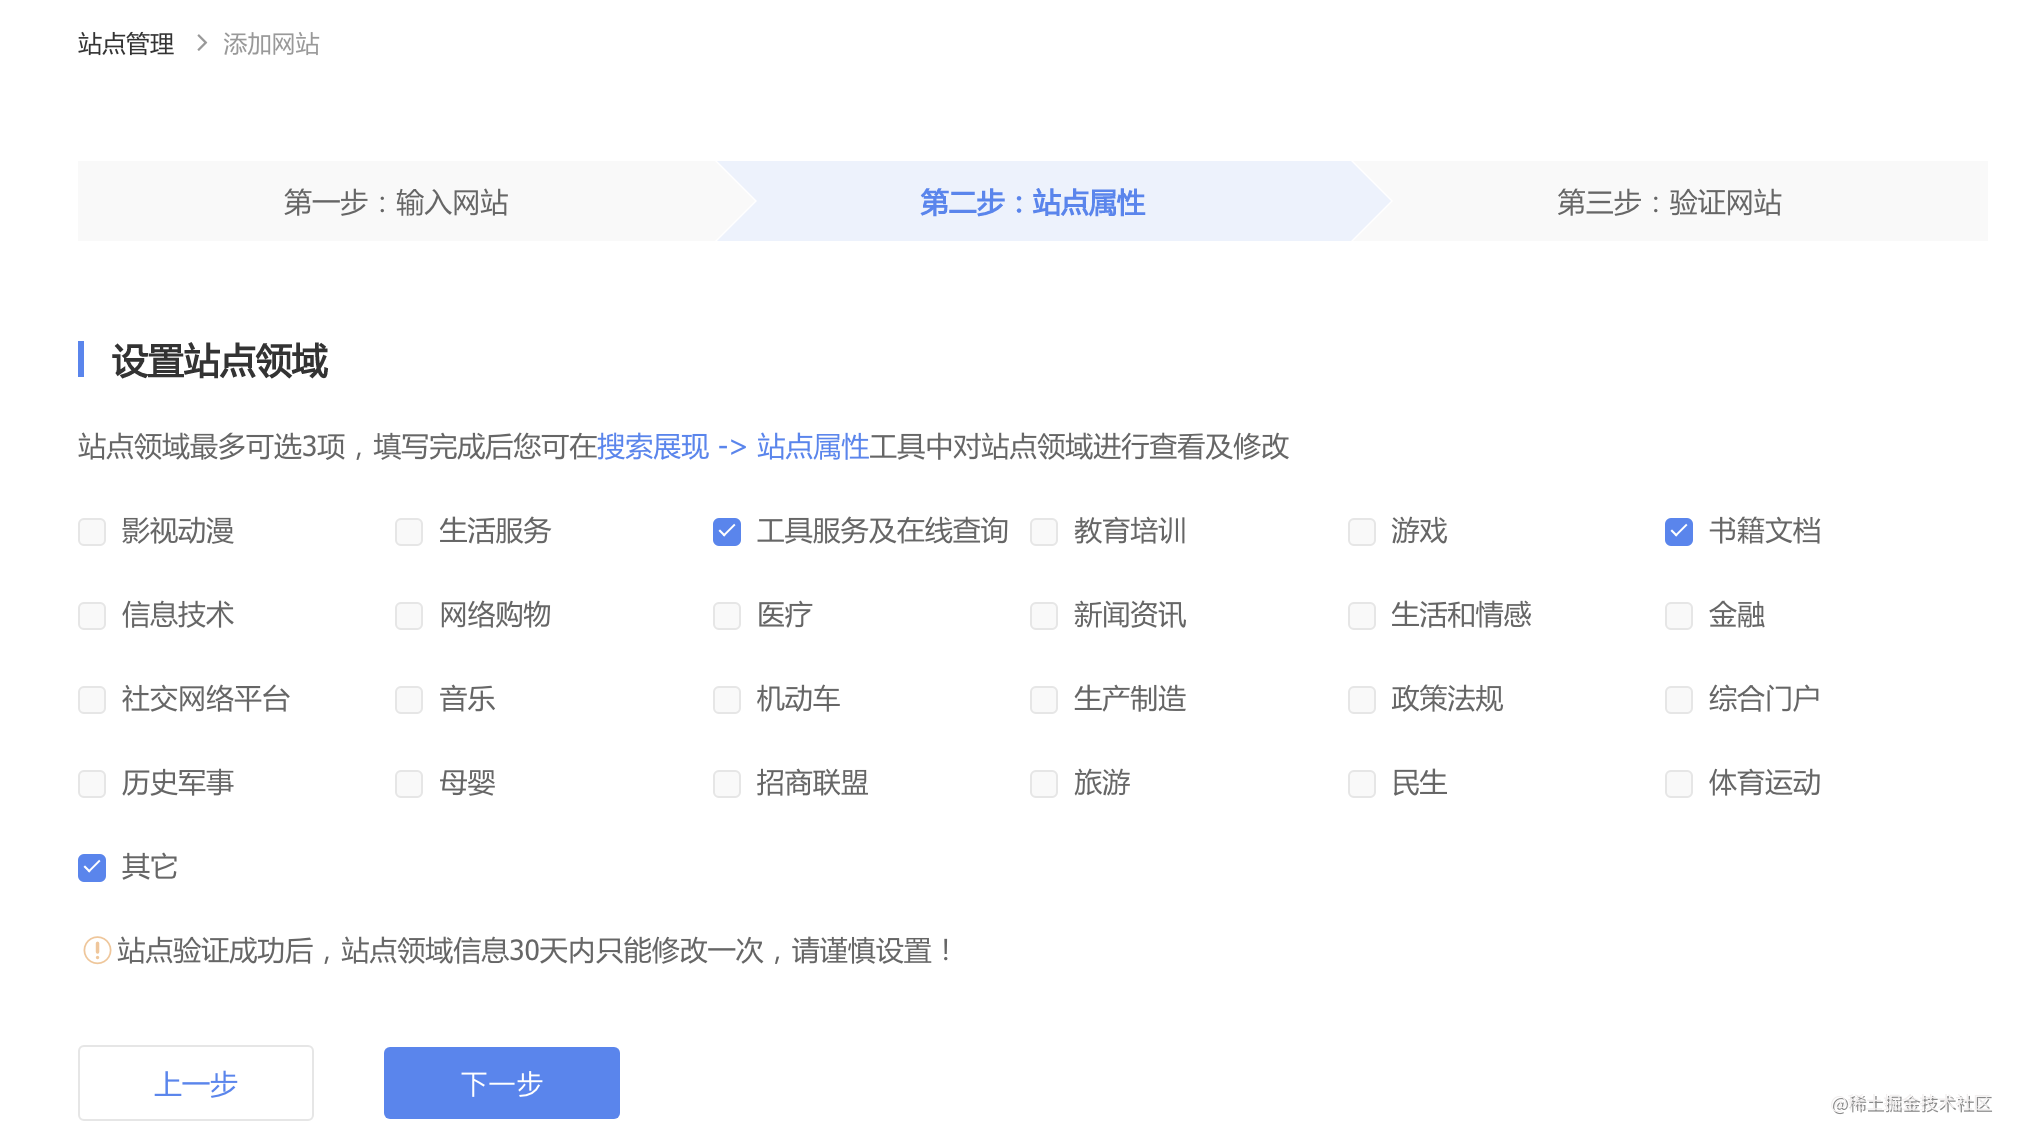 站点管理 > 添加网站
第一步：输入网站 第二步：站点属性 第三步：验证网站
设置站点领域
站点领域最多可选3项，填写完成后您可在搜索展现 -> 站点属性工具中对站点领域进行查看及修改
影视动漫 生活服务 工具服务及在线查询 教育培训 游戏 书籍文档
信息技术 网络购物 医疗 新闻资讯 生活和情感 金融
社交网络平台 音乐 机动车 生产制造 政策法规 综合门户
历史军事 母婴 招商联盟 旅游 民生 体育运动
其它
站点验证成功后，站点领域信息30天内只能修改一次，请谨慎设置！
上一步 下一步
@稀土掘金技术社区